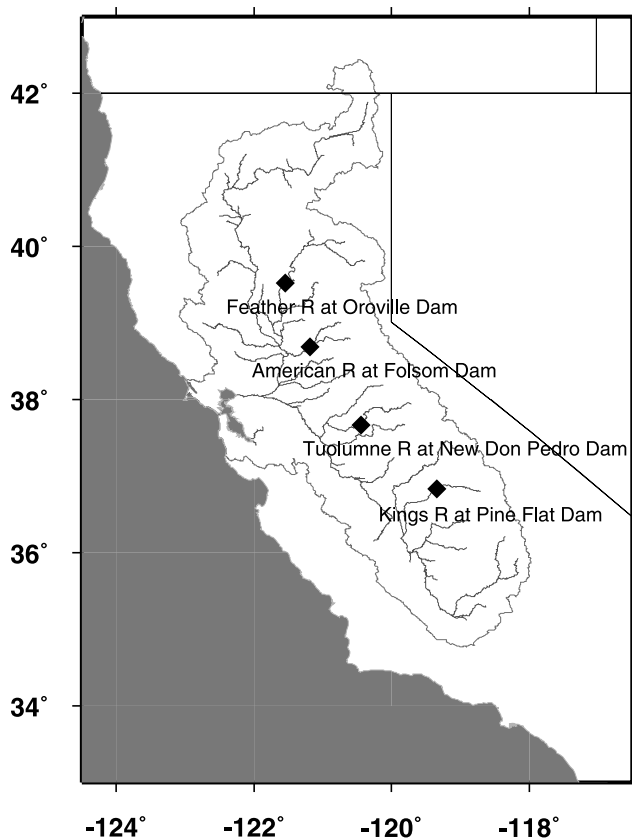 42°
40°
Feather R at Oroville Dam
American R at Folsom Dam
38°
Tuolumne R at New Don Pedro Dam
Kings R at Pine Flat Dam
36°
34°
-124° -122° -120° -118°